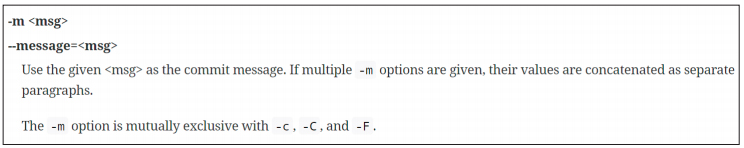 -m <msg>
--message=<msg>
Use the given <msg> as the commit message. If multiple -m options are given, their values are concatenated as separate
paragraphs.
The -m option is mutually exclusive with -c, -C, and -F.